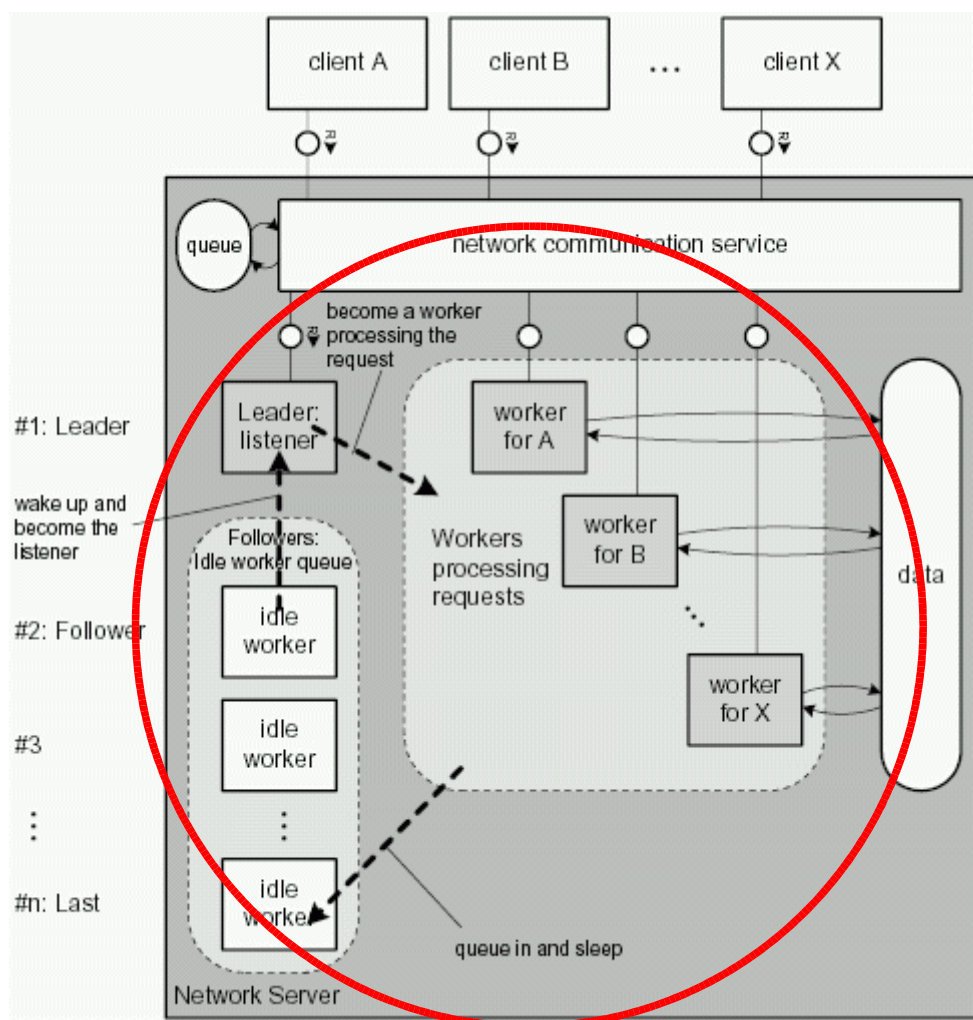 client A
client B
...
client X
R
R
R
queue
network communication service
become a worker
processing the
request
R
#1: Leader
Leader:
listener
worker
for A
wake up and
become the
listener
Followers:
Idle worker queue
Workers
processing
requests
worker
for B
data
#2: Follower
idle
worker
worker
for X
#3
idle
worker
#n: Last
idle
worker
queue in and sleep
Network Server